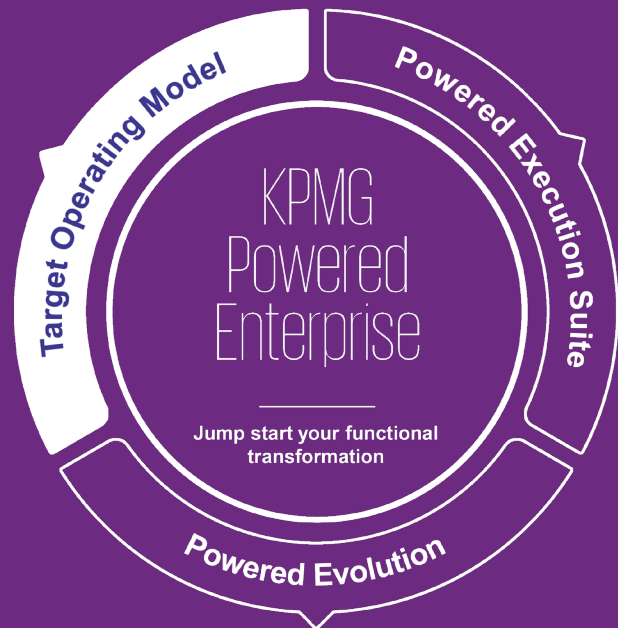 Target Operating Model
Powered Execution Suite
KPMG
Powered
Enterprise
Jump start your functional
transformation
Powered Evolution